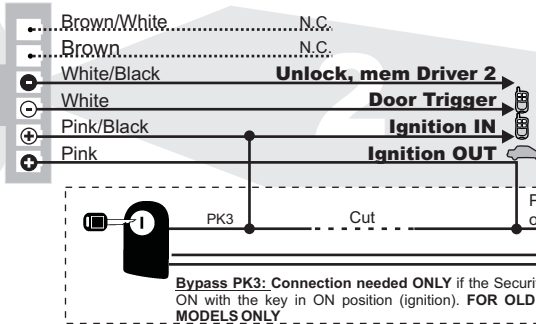 Brown/White N.C.
Brown N.C.
White/Black Unlock, mem Driver 2
White Door Trigger
Pink/Black Ignition IN
Pink Ignition OUT
PK3 Cut
Bypass PK3: Connection needed ONLY if the
ON with the key in ON position (ignition). FOR OLD
MODELS ONLY